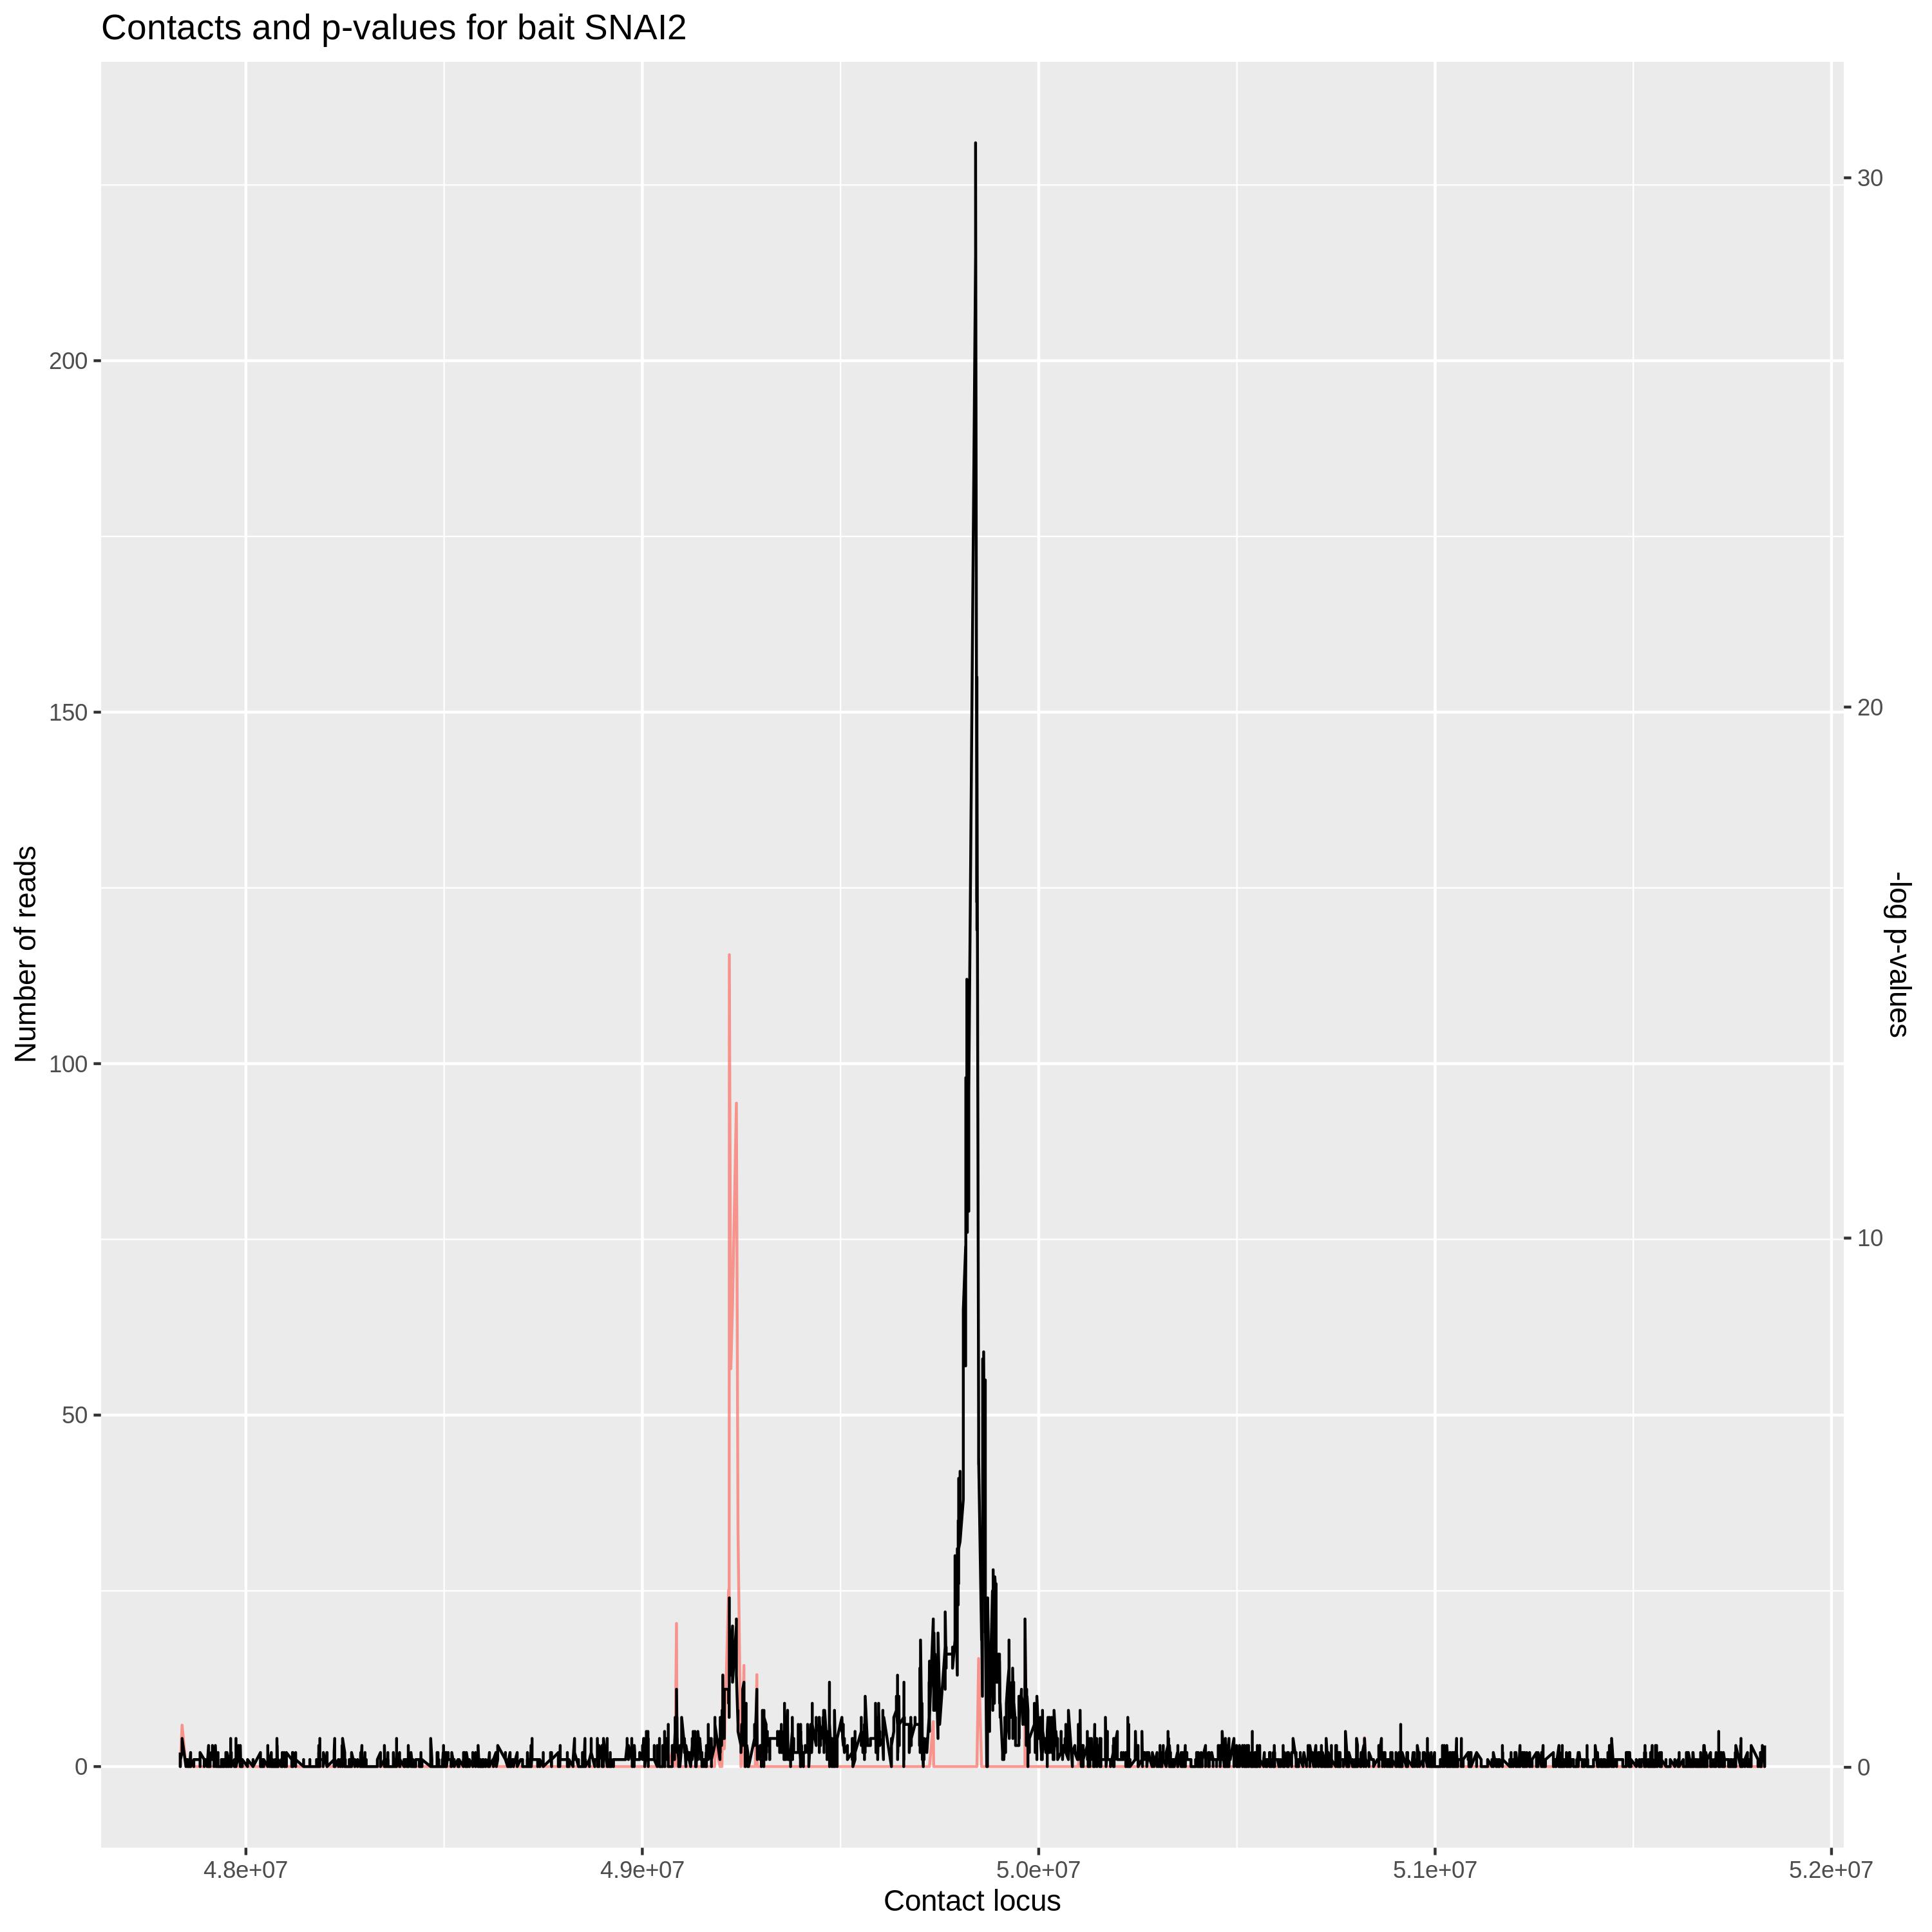 Contacts and p-values for bait SNAI2
Number of reads
200
150
100
50
0
30
20
10
0
-log p-values
4.8e+07
4.9e+07
5.0e+07
5.1e+07
5.2e+07
Contact locus